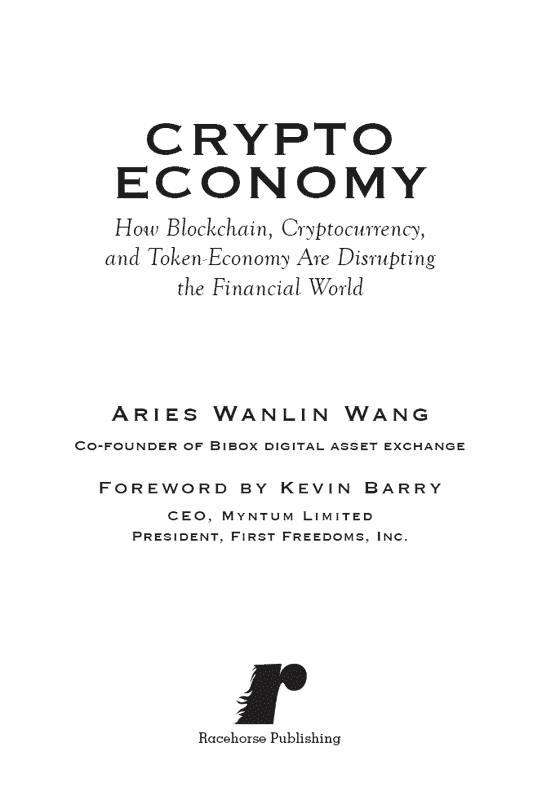 CRYPTO
ECONOMY
How Blockchain, Cryptocurrency,
and Token-Economy Are Disrupting
the Financial World
Aries Wanlin Wang
Co-founder of Bibox digital asset exchange
Foreword by Kevin Barry
CEO, Myntum Limited
President, First Freedoms, Inc.
r
Racehorse Publishing